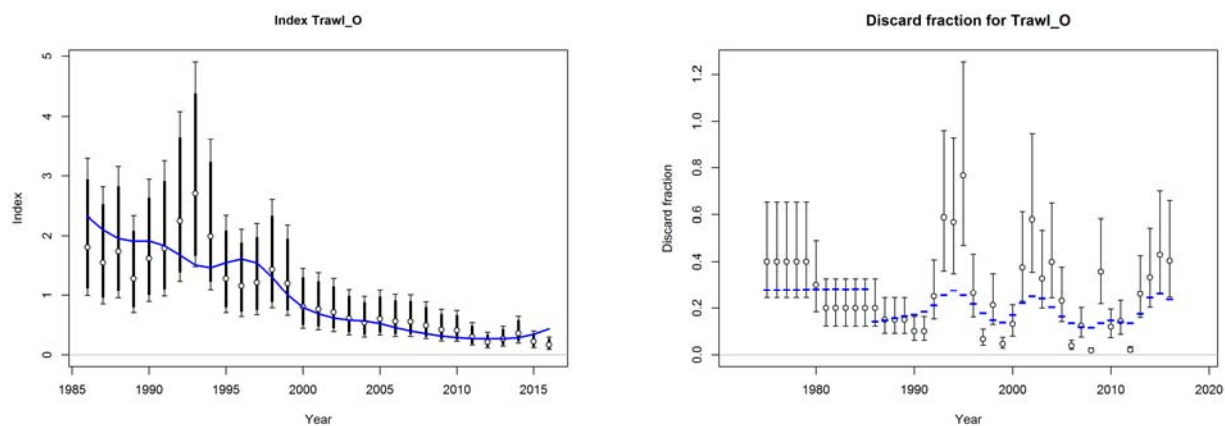 Index Trawl_O
Index
5
4
3
2
1
0
1985 1990 1995 2000 2005 2010 2015
Year
Discard fraction for Trawl_O
Discard fraction
1.2
1.0
0.8
0.6
0.4
0.2
0.0
1980 1990 2000 2010 2020
Year